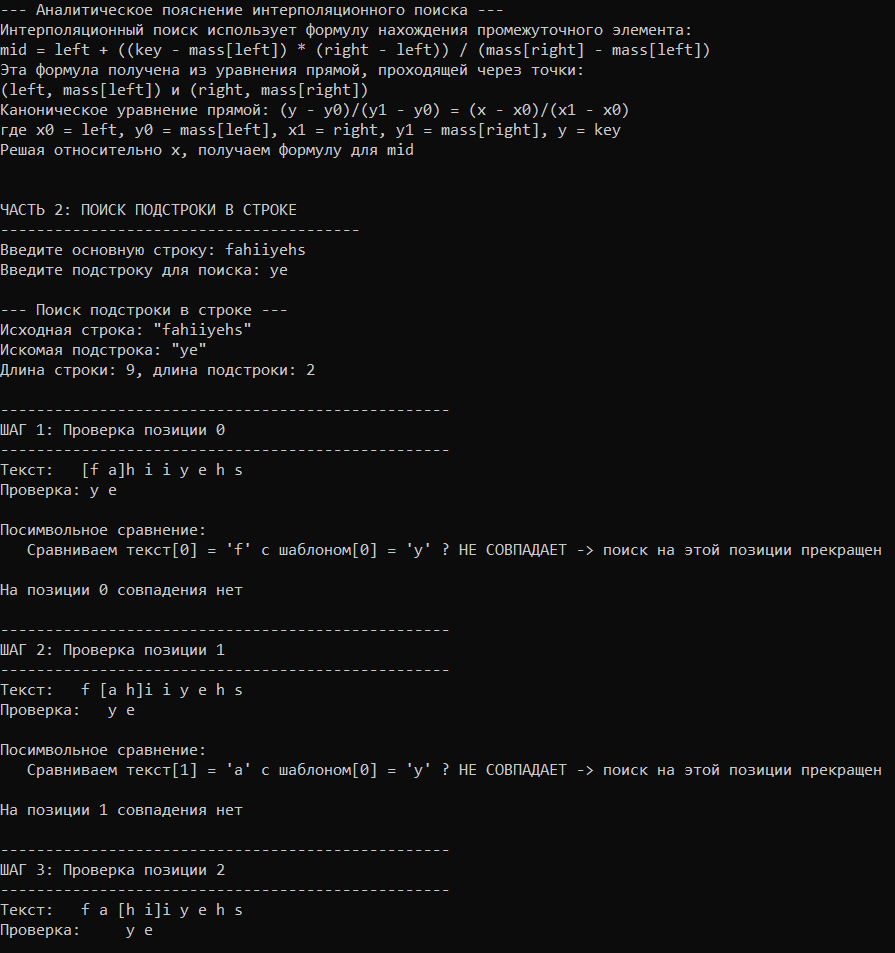 --- Аналитическое пояснение интерполяционного поиска ---
Интерполяционный поиск использует формулу нахождения промежуточного элемента:
mid = left + ((key - mass[left]) * (right - left)) / (mass[right] - mass[left])
Эта формула получена из уравнения прямой, проходящей через точки:
(left, mass[left]) и (right, mass[right])
Каноническое уравнение прямой: (y - y0)/(y1 - y0) = (x - x0)/(x1 - x0)
где x0 = left, y0 = mass[left], x1 = right, y1 = mass[right], y = key
Решая относительно x, получаем формулу для mid
ЧАСТЬ 2: ПОИСК ПОДСТРОКИ В СТРОКЕ
----------------------------------------
Введите основную строку: fahiiyehs
Введите подстроку для поиска: ye
--- Поиск подстроки в строке ---
Исходная строка: "fahiiyehs"
Искомая подстрока: "ye"
Длина строки: 9, длина подстроки: 2
--------------------------------------------------
ШАГ 1: Проверка позиции 0
--------------------------------------------------
Текст:   [f a]h i i y e h s
Проверка: y e
Посимвольное сравнение:
   Сравниваем текст[0] = 'f' с шаблоном[0] = 'y' ? НЕ СОВПАДАЕТ -> поиск на этой позиции прекращен
На позиции 0 совпадения нет
--------------------------------------------------
ШАГ 2: Проверка позиции 1
--------------------------------------------------
Текст:   f [a h]i i y e h s
Проверка:   y e
Посимвольное сравнение:
   Сравниваем текст[1] = 'a' с шаблоном[0] = 'y' ? НЕ СОВПАДАЕТ -> поиск на этой позиции прекращен
На позиции 1 совпадения нет
--------------------------------------------------
ШАГ 3: Проверка позиции 2
--------------------------------------------------
Текст:   f a [h i]i y e h s
Проверка:     y e